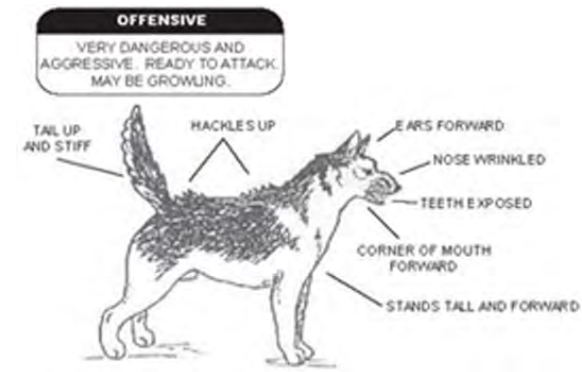 OFFENSIVE
VERY DANGEROUS AND
AGGRESSIVE. READY TO ATTACK.
MAY BE GROWLING.
TAIL UP
AND STIFF
HACKLES UP
EARS FORWARD
NOSE WRINKLED
TEETH EXPOSED
CORNER OF MOUTH
FORWARD
STANDS TALL AND FORWARD